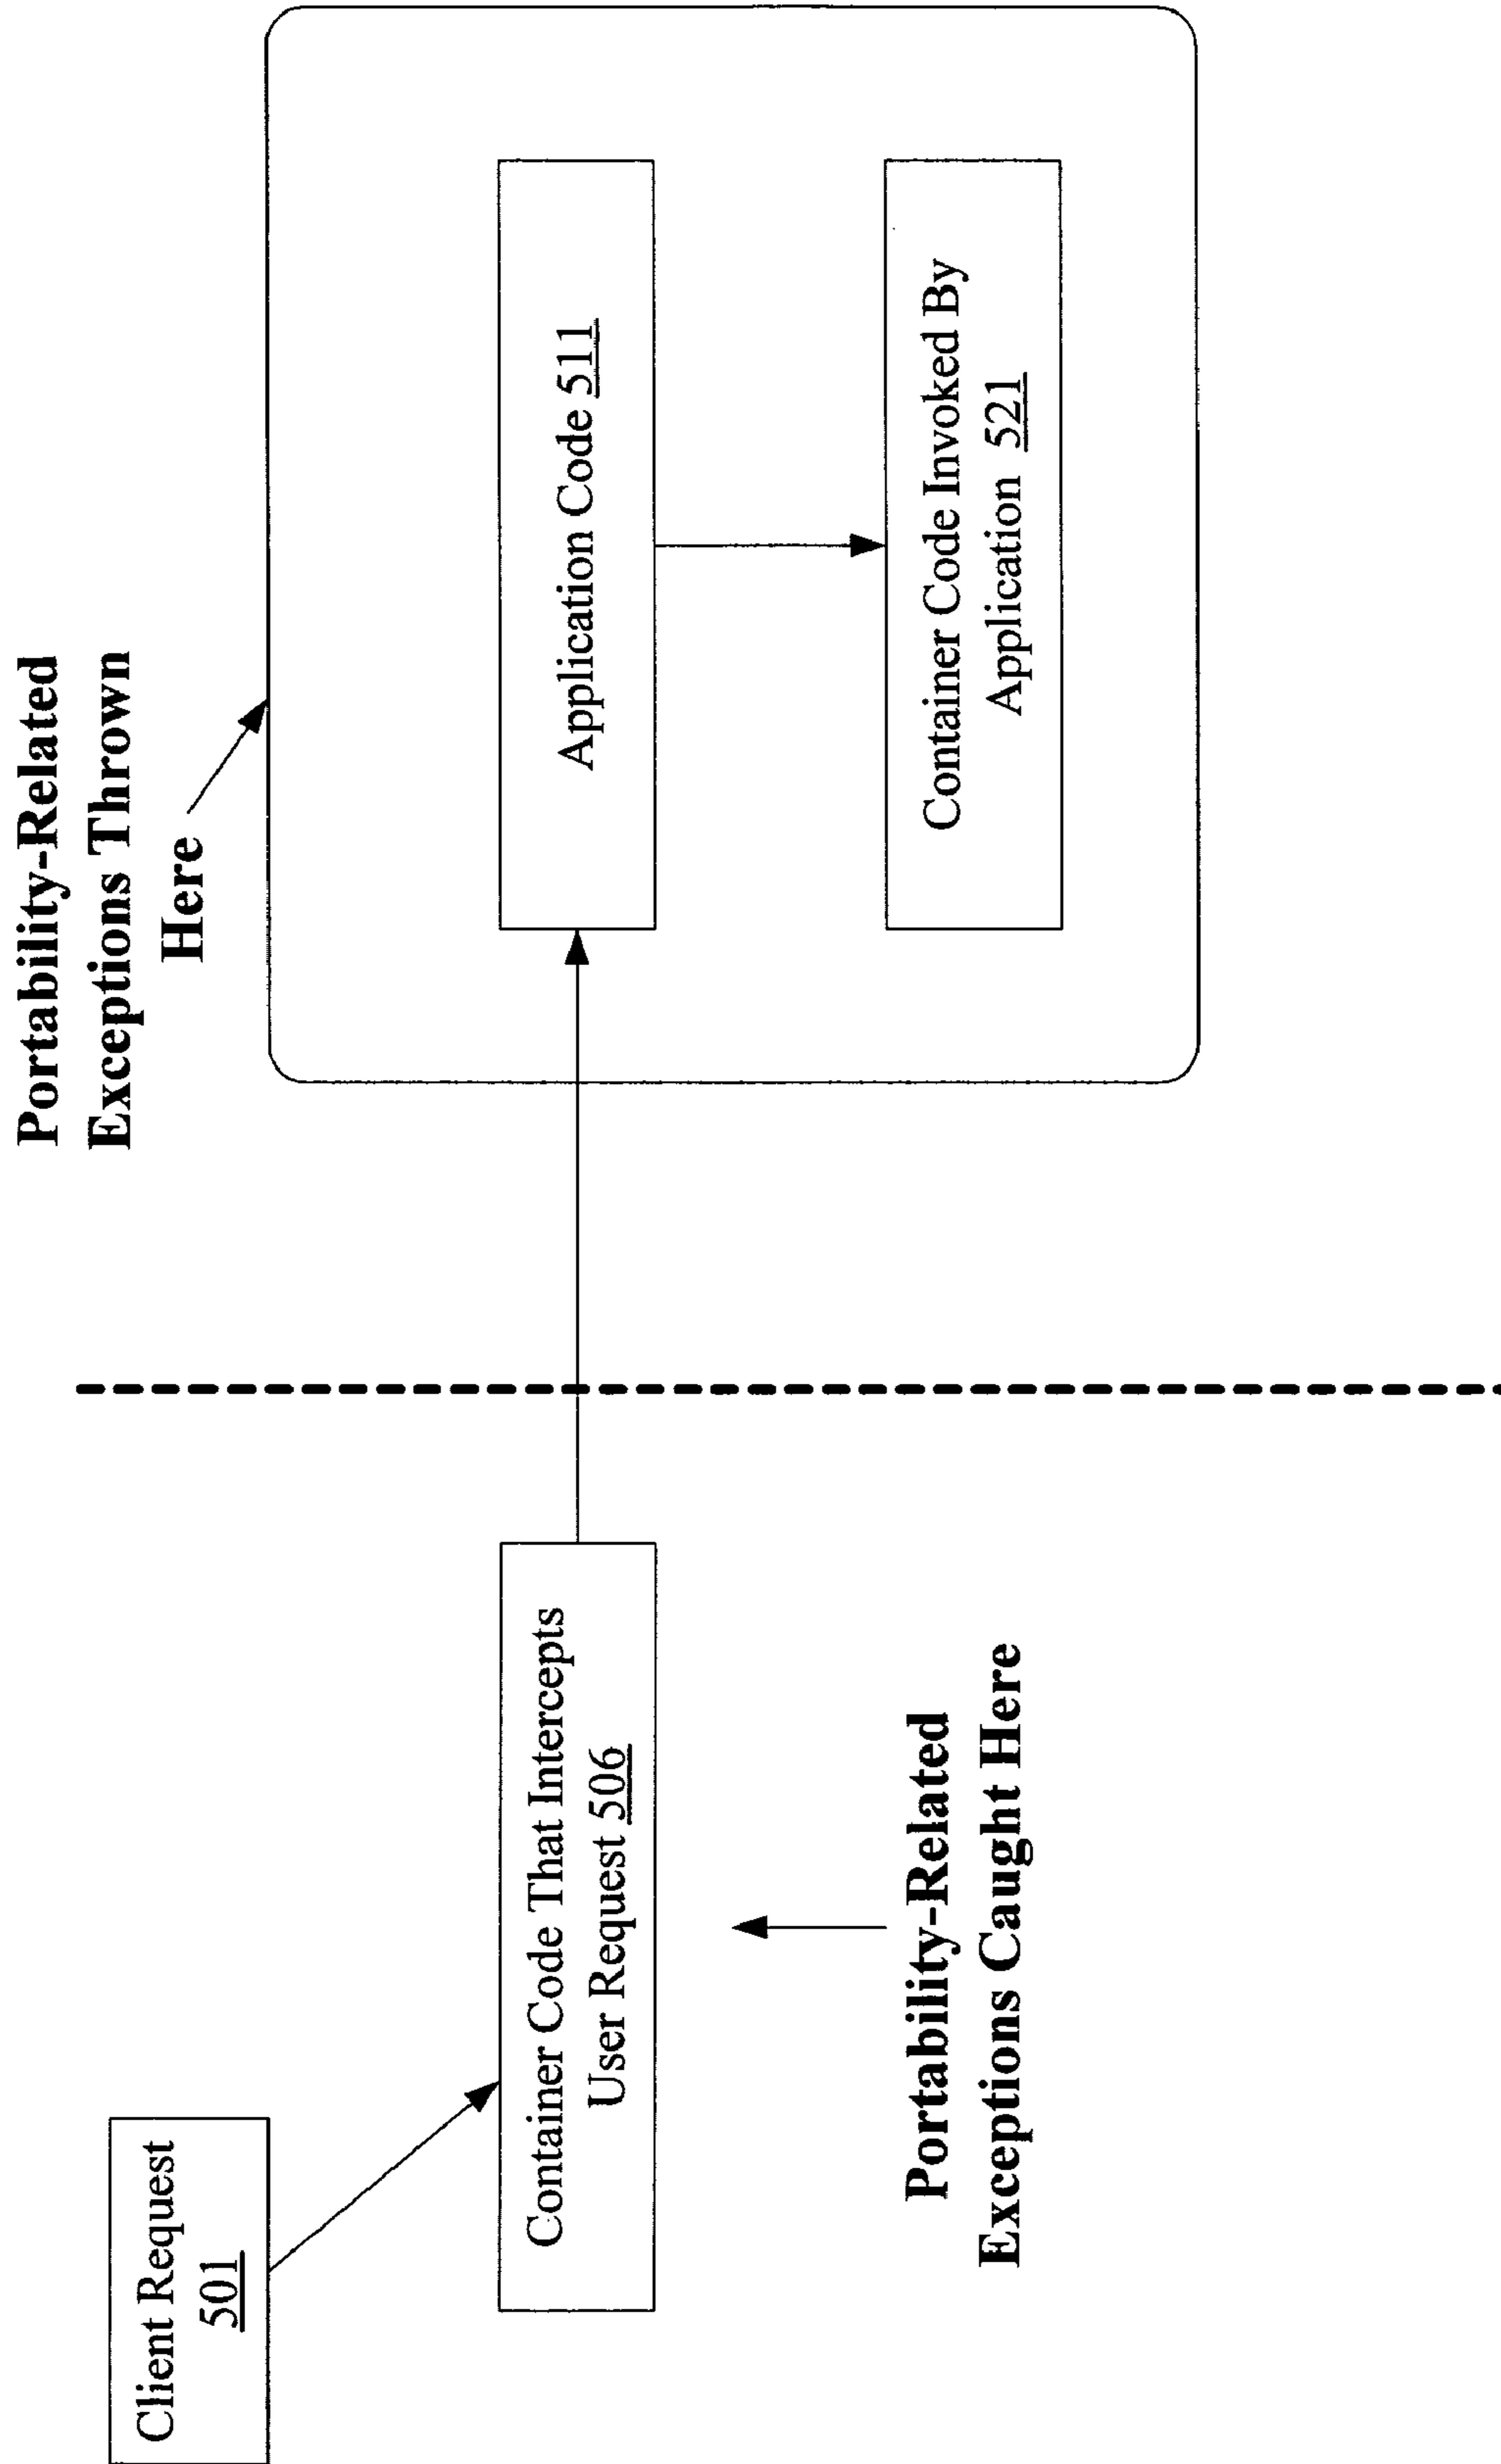 Client Request
501
Container Code That Intercepts
User Request 506
Portability-Related
Exceptions Caught Here
Portability-Related
Exceptions Thrown
Here
Application Code 511
Container Code Invoked By
Application 521